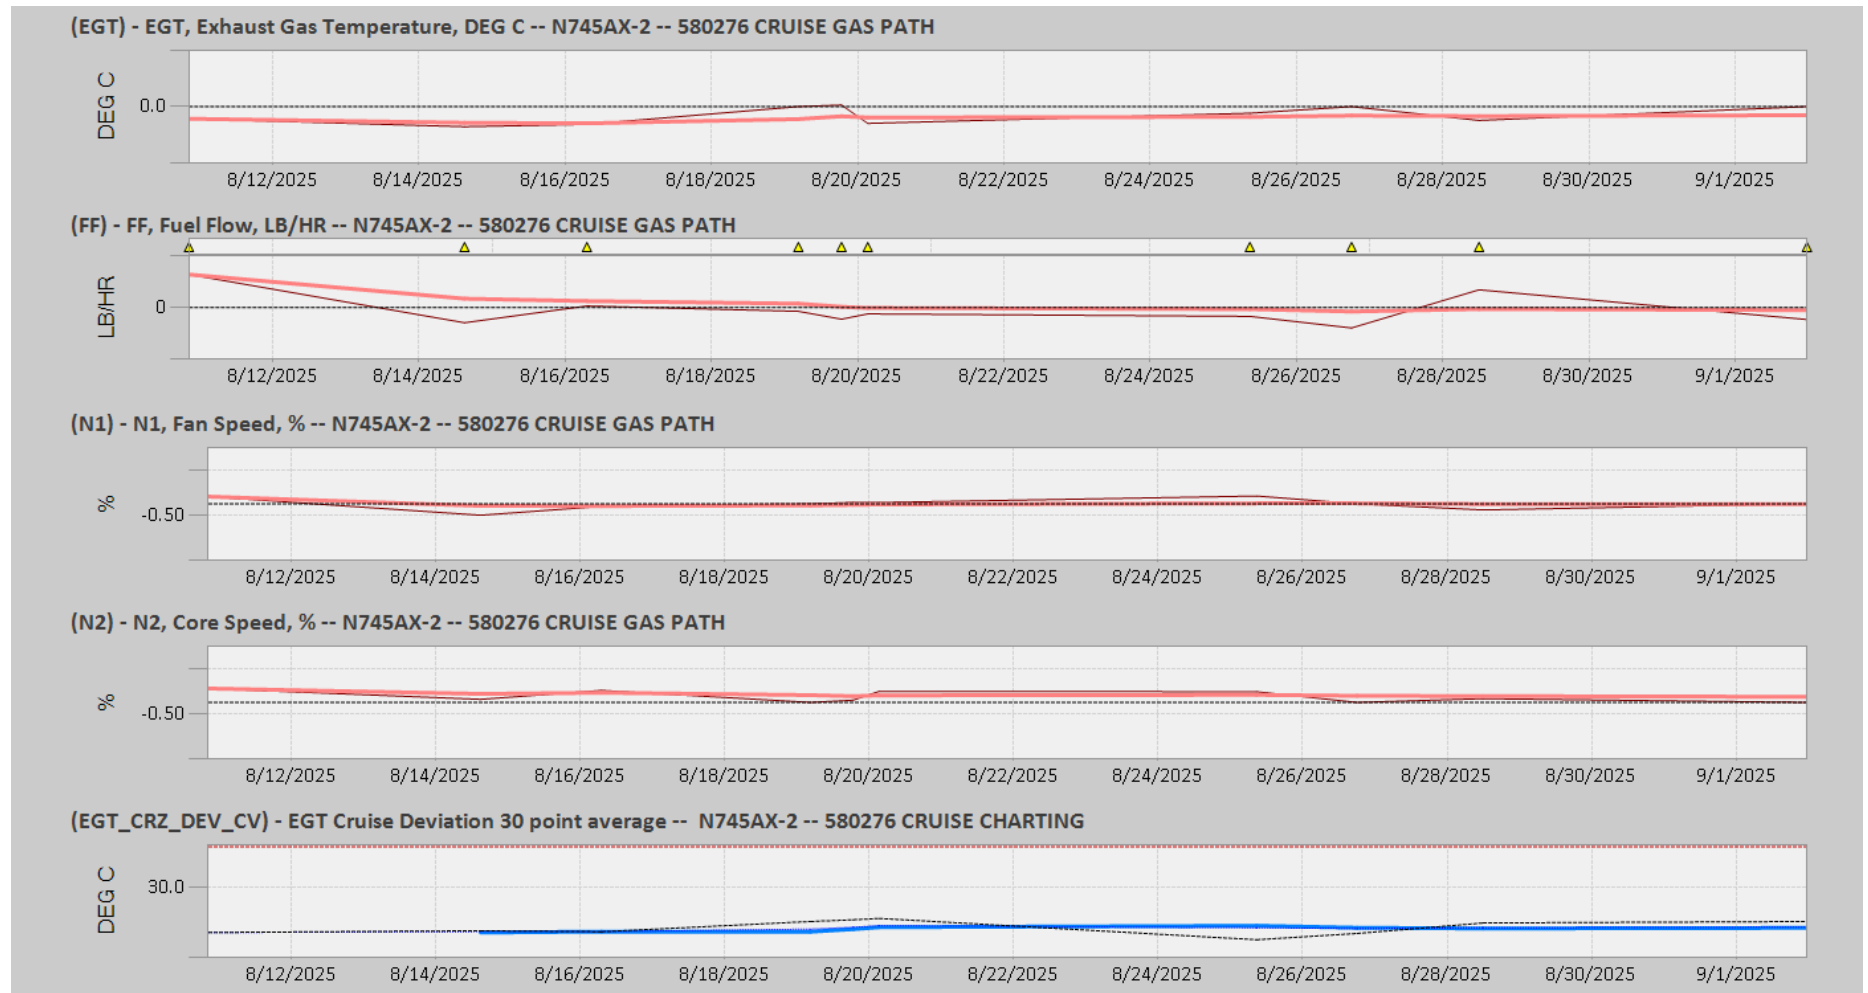 (EGT) - EGT, Exhaust Gas Temperature, DEG C -- N745AX-2 -- 580276 CRUISE GAS PATH
DEG C
0.0
8/12/2025 8/14/2025 8/16/2025 8/18/2025 8/20/2025 8/22/2025 8/24/2025 8/26/2025 8/28/2025 8/30/2025 9/1/2025
(FF) - FF, Fuel Flow, LB/HR -- N745AX-2 -- 580276 CRUISE GAS PATH
LB/HR
0
8/12/2025 8/14/2025 8/16/2025 8/18/2025 8/20/2025 8/22/2025 8/24/2025 8/26/2025 8/28/2025 8/30/2025 9/1/2025
(N1) - N1, Fan Speed, % -- N745AX-2 -- 580276 CRUISE GAS PATH
%
-0.50
8/12/2025 8/14/2025 8/16/2025 8/18/2025 8/20/2025 8/22/2025 8/24/2025 8/26/2025 8/28/2025 8/30/2025 9/1/2025
(N2) - N2, Core Speed, % -- N745AX-2 -- 580276 CRUISE GAS PATH
%
-0.50
8/12/2025 8/14/2025 8/16/2025 8/18/2025 8/20/2025 8/22/2025 8/24/2025 8/26/2025 8/28/2025 8/30/2025 9/1/2025
(EGT_CRZ_DEV_CV) - EGT Cruise Deviation 30 point average -- N745AX-2 -- 580276 CRUISE CHARTING
DEG C
30.0
8/12/2025 8/14/2025 8/16/2025 8/18/2025 8/20/2025 8/22/2025 8/24/2025 8/26/2025 8/28/2025 8/30/2025 9/1/2025